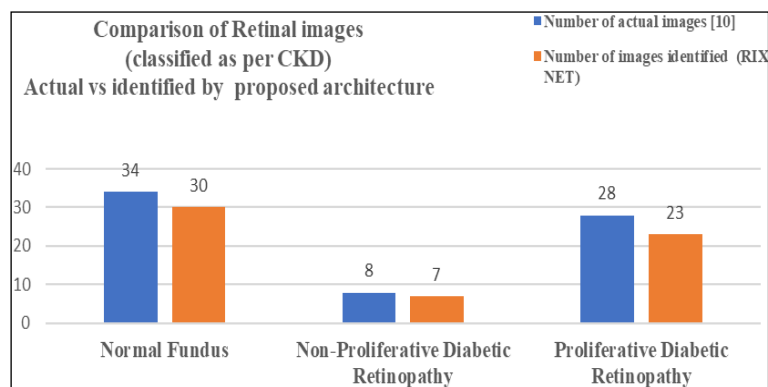 Comparison of Retinal images
(classified as per CKD)
Actual vs identified by proposed architecture
Number of actual images [10]
Number of images identified (RIX
NET)
40
30
20
10
0
34
30
8
7
28
23
Normal Fundus
Non-Proliferative Diabetic
Retinopathy
Proliferative Diabetic
Retinopathy